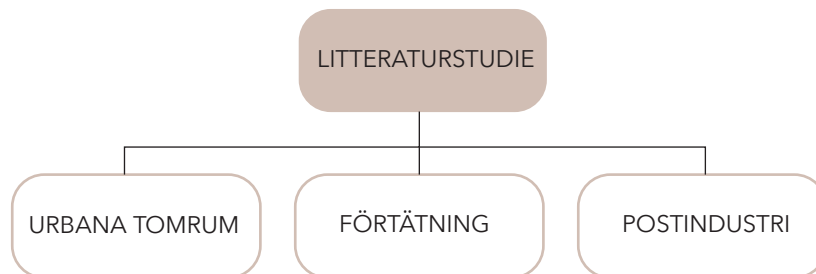 LITTERATURSTUDIE
URBANA TOMRUM
FÖRTÄTNING
POSTINDUSTRI